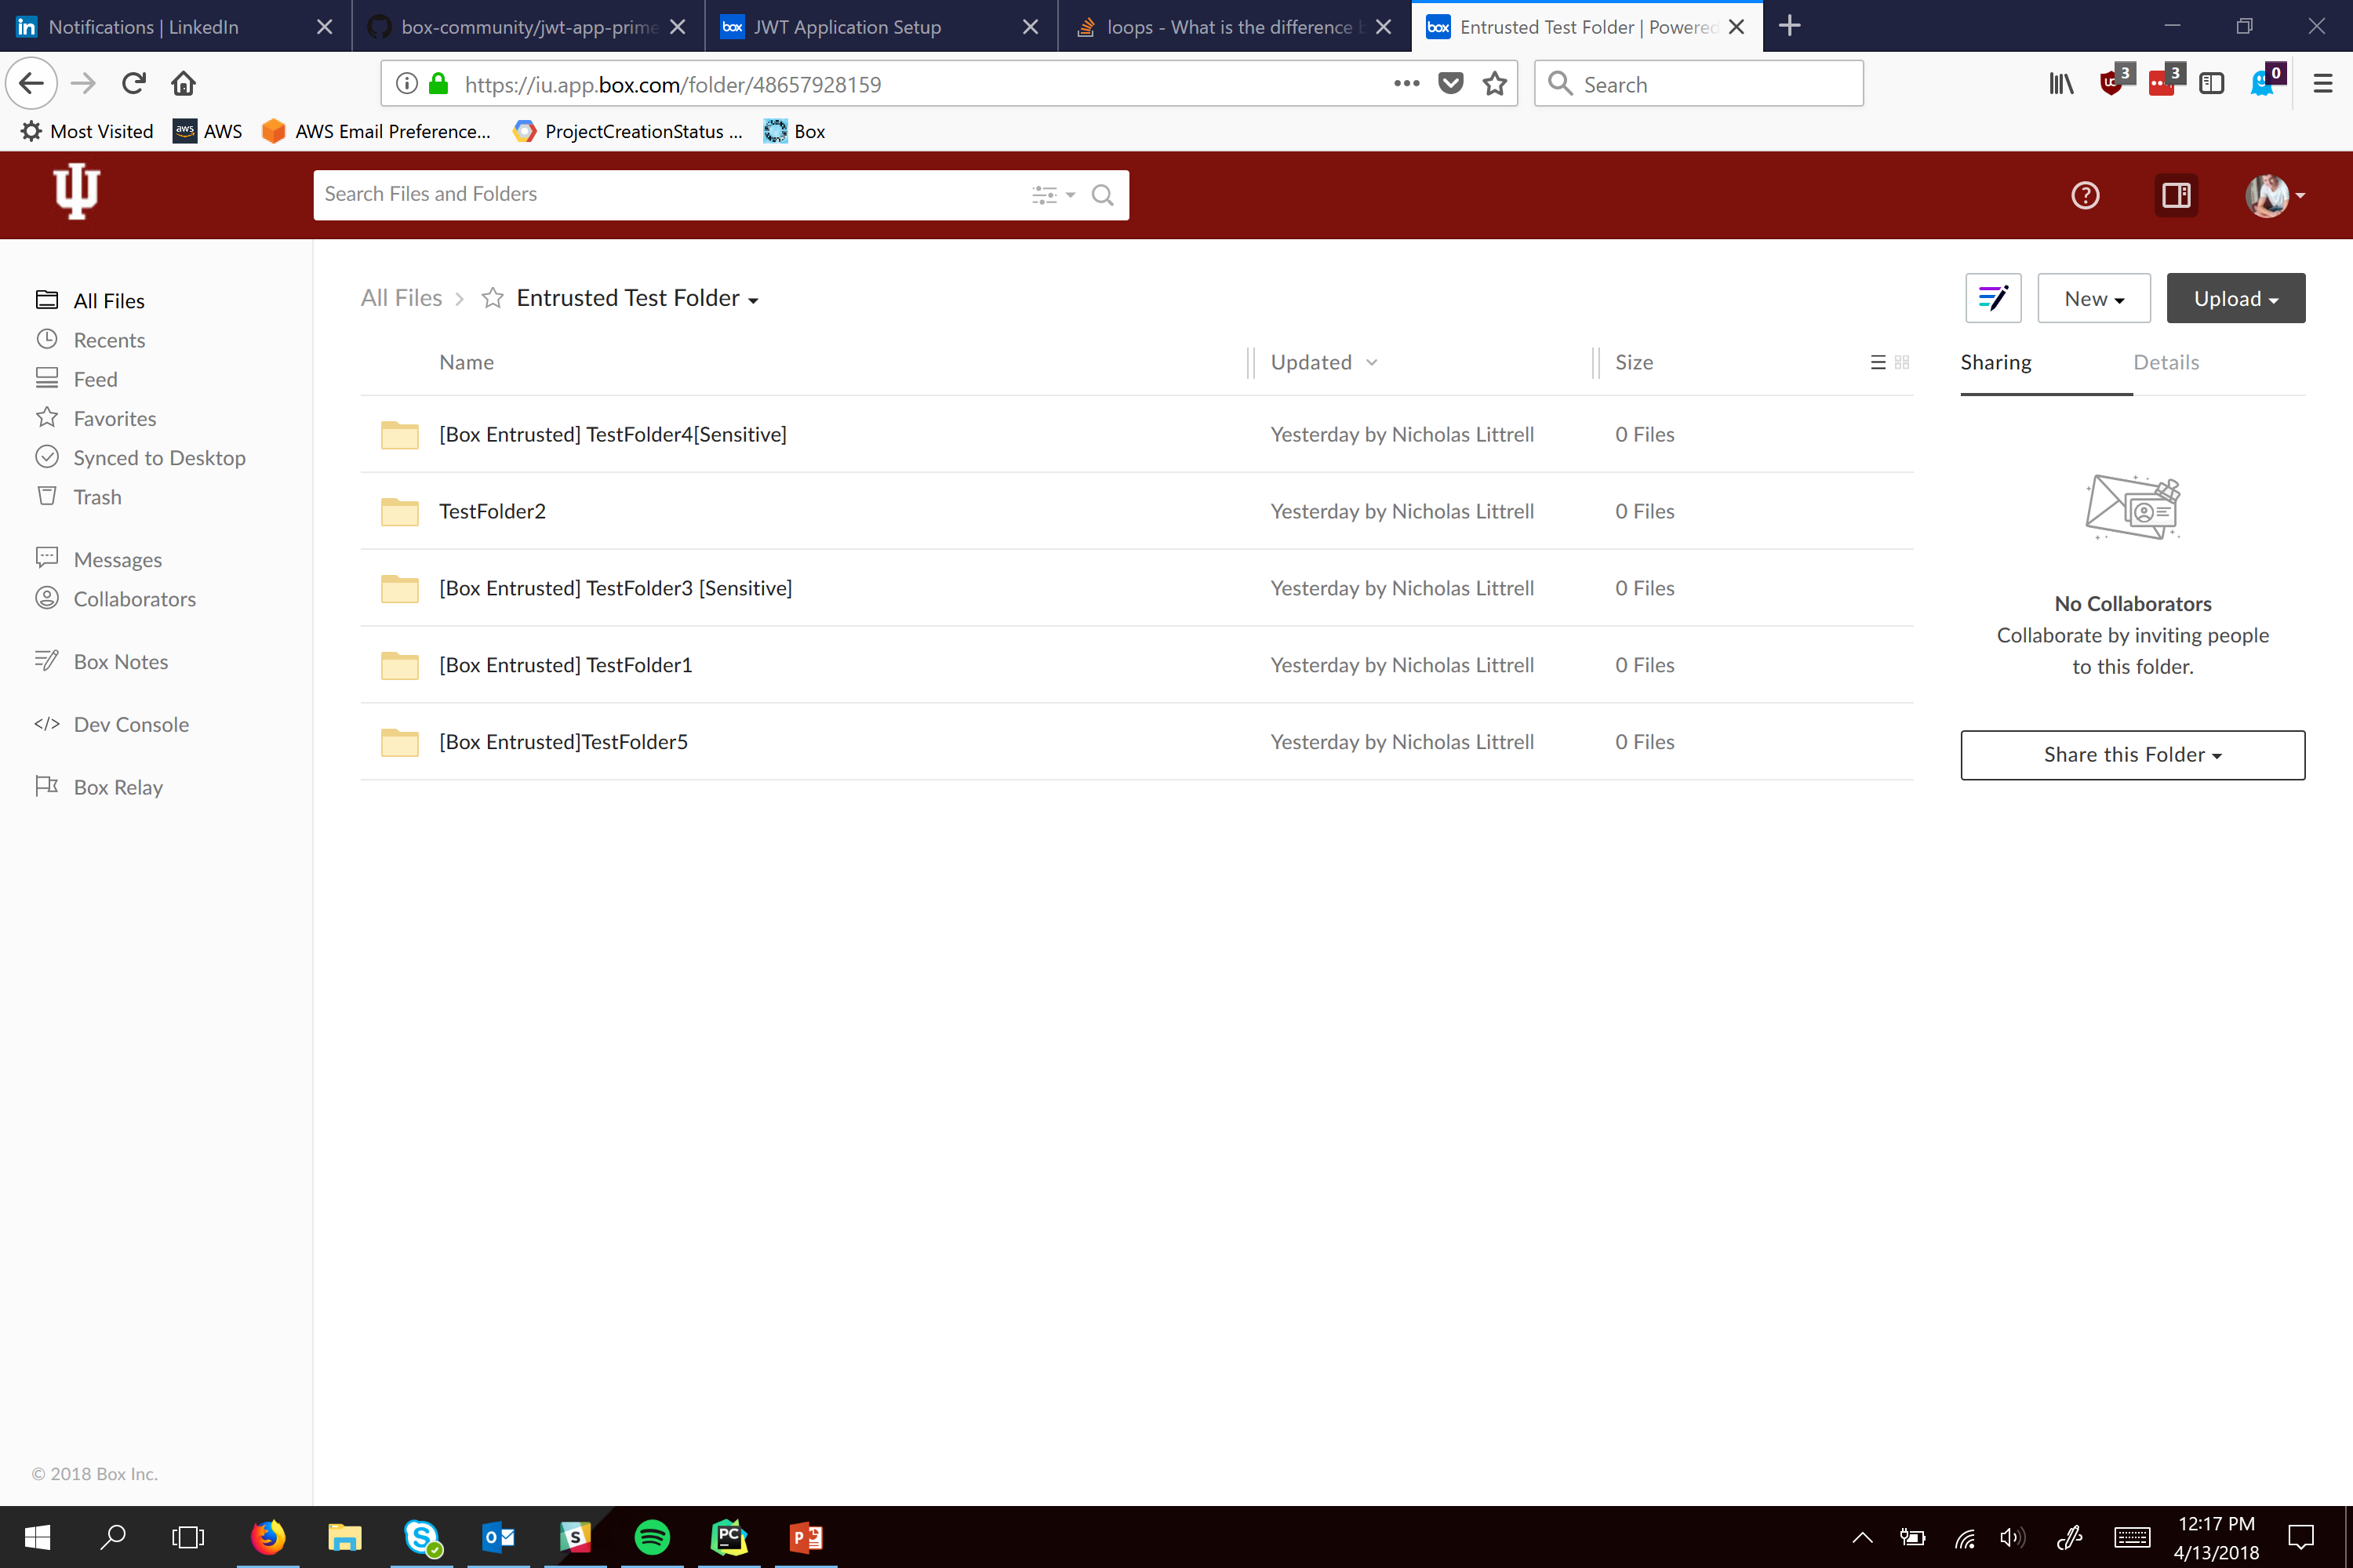 Notifications | LinkedIn
box-community/jwt-app-prime
JWT Application Setup
loops - What is the difference b
Entrusted Test Folder | Powered
https://iu.app.box.com/folder/48657928159
Search
3
3
0
Most Visited
AWS
AWS Email Preference...
ProjectCreationStatus ...
Box
Search Files and Folders
All Files
Recents
Feed
Favorites
Synced to Desktop
Trash
Messages
Collaborators
Box Notes
Dev Console
Box Relay
© 2018 Box Inc.
All Files
Entrusted Test Folder
New
Upload
Name
Updated
Size
[Box Entrusted] TestFolder4[Sensitive]
Yesterday by Nicholas Littrell
0 Files
TestFolder2
Yesterday by Nicholas Littrell
0 Files
[Box Entrusted] TestFolder3 [Sensitive]
Yesterday by Nicholas Littrell
0 Files
[Box Entrusted] TestFolder1
Yesterday by Nicholas Littrell
0 Files
[Box Entrusted]TestFolder5
Yesterday by Nicholas Littrell
0 Files
Sharing
Details
No Collaborators
Collaborate by inviting people
to this folder.
Share this Folder
12:17 PM
4/13/2018